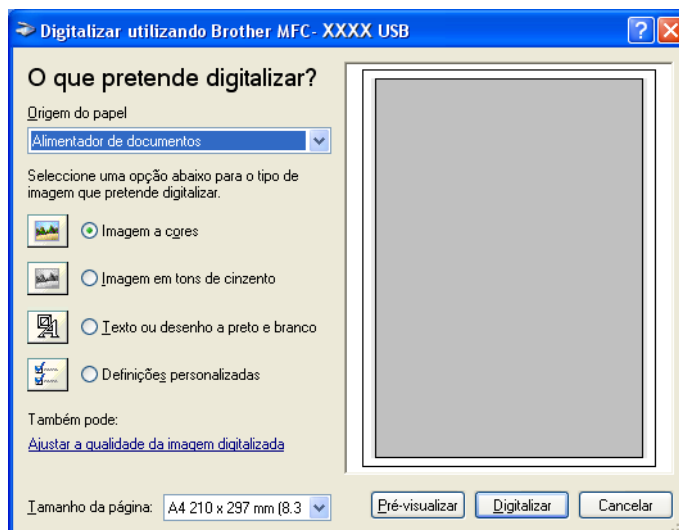 Digitalizar utilizando Brother MFC- XXXX USB
O que pretende digitalizar?
Origem do papel
Alimentador de documentos
Seleccione uma opção abaixo para o tipo de
imagem que pretende digitalizar.
Imagem a cores
Imagem em tons de cinzento
Texto ou desenho a preto e branco
Definições personalizadas
Também pode:
Ajustar a qualidade da imagem digitalizada
Tamanho da página: A4 210 x 297 mm (8.3
Pré-visualizar Digitalizar Cancelar